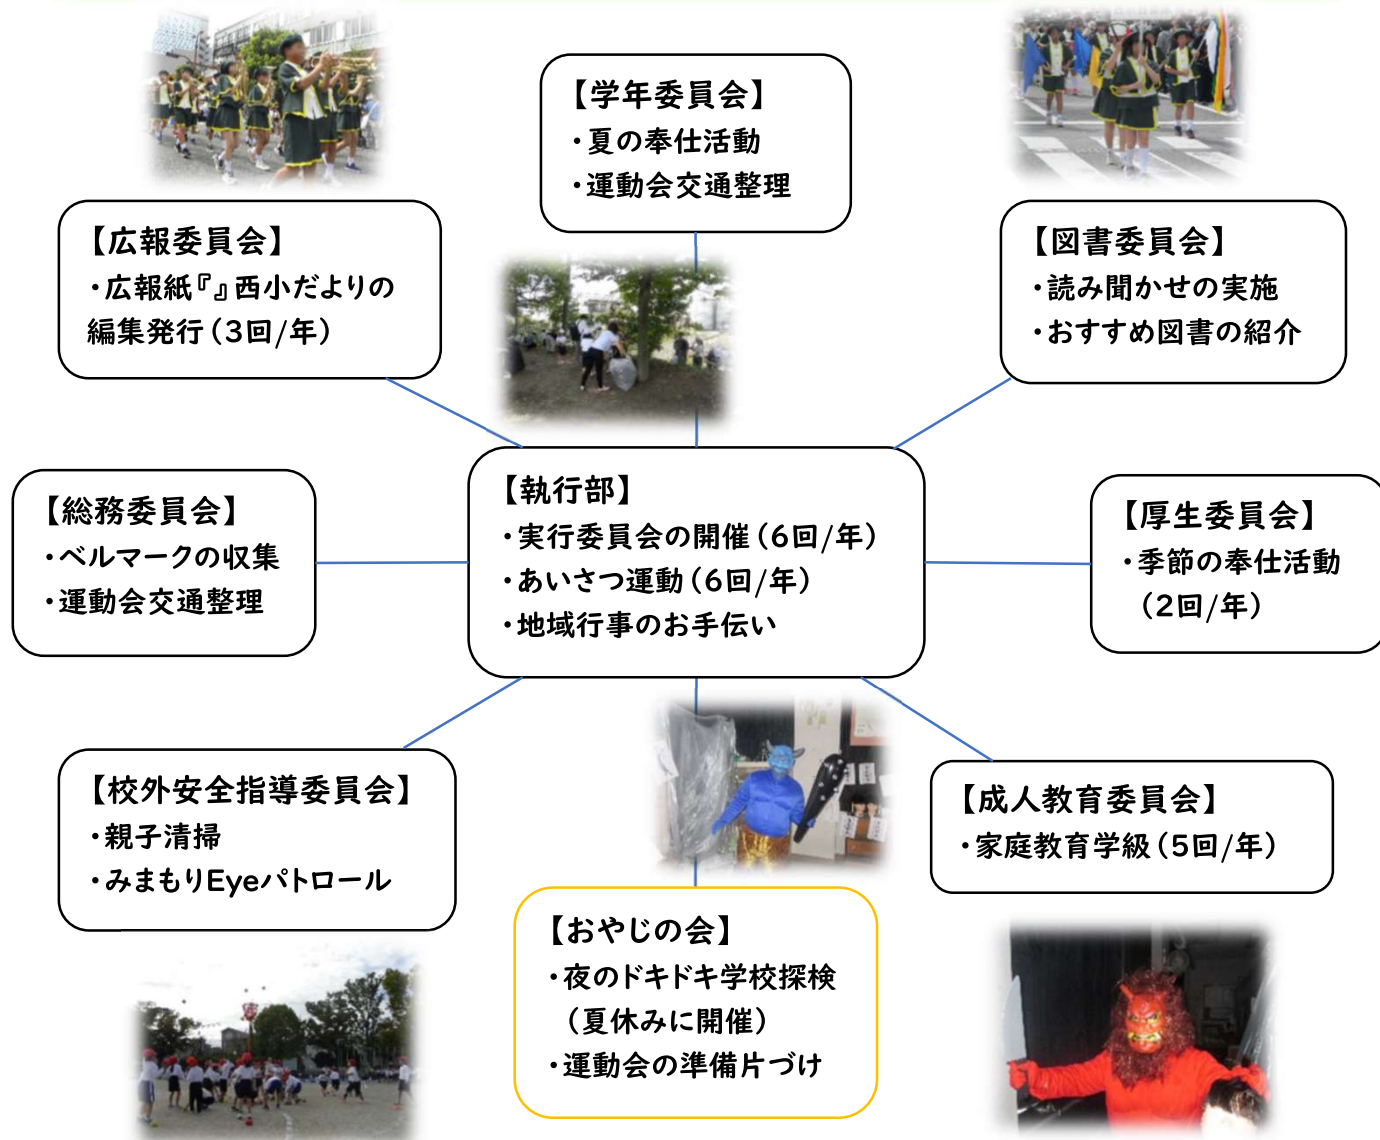 【学年委員会】
・夏の奉仕活動
・運動会交通整理
【広報委員会】
・広報紙『』西小だよりの
編集発行(3回/年)
【図書委員会】
・読み聞かせの実施
・おすすめ図書の紹介
【総務委員会】
・ベルマークの収集
・運動会交通整理
【執行部】
・実行委員会の開催(6回/年)
・あいさつ運動(6回/年)
・地域行事のお手伝い
【厚生委員会】
・季節の奉仕活動
(2回/年)
【校外安全指導委員会】
・親子清掃
・みまもりEyeパトロール
【成人教育委員会】
・家庭教育学級(5回/年)
【おやじの会】
・夜のドキドキ学校探検
(夏休みに開催)
・運動会の準備片づけ